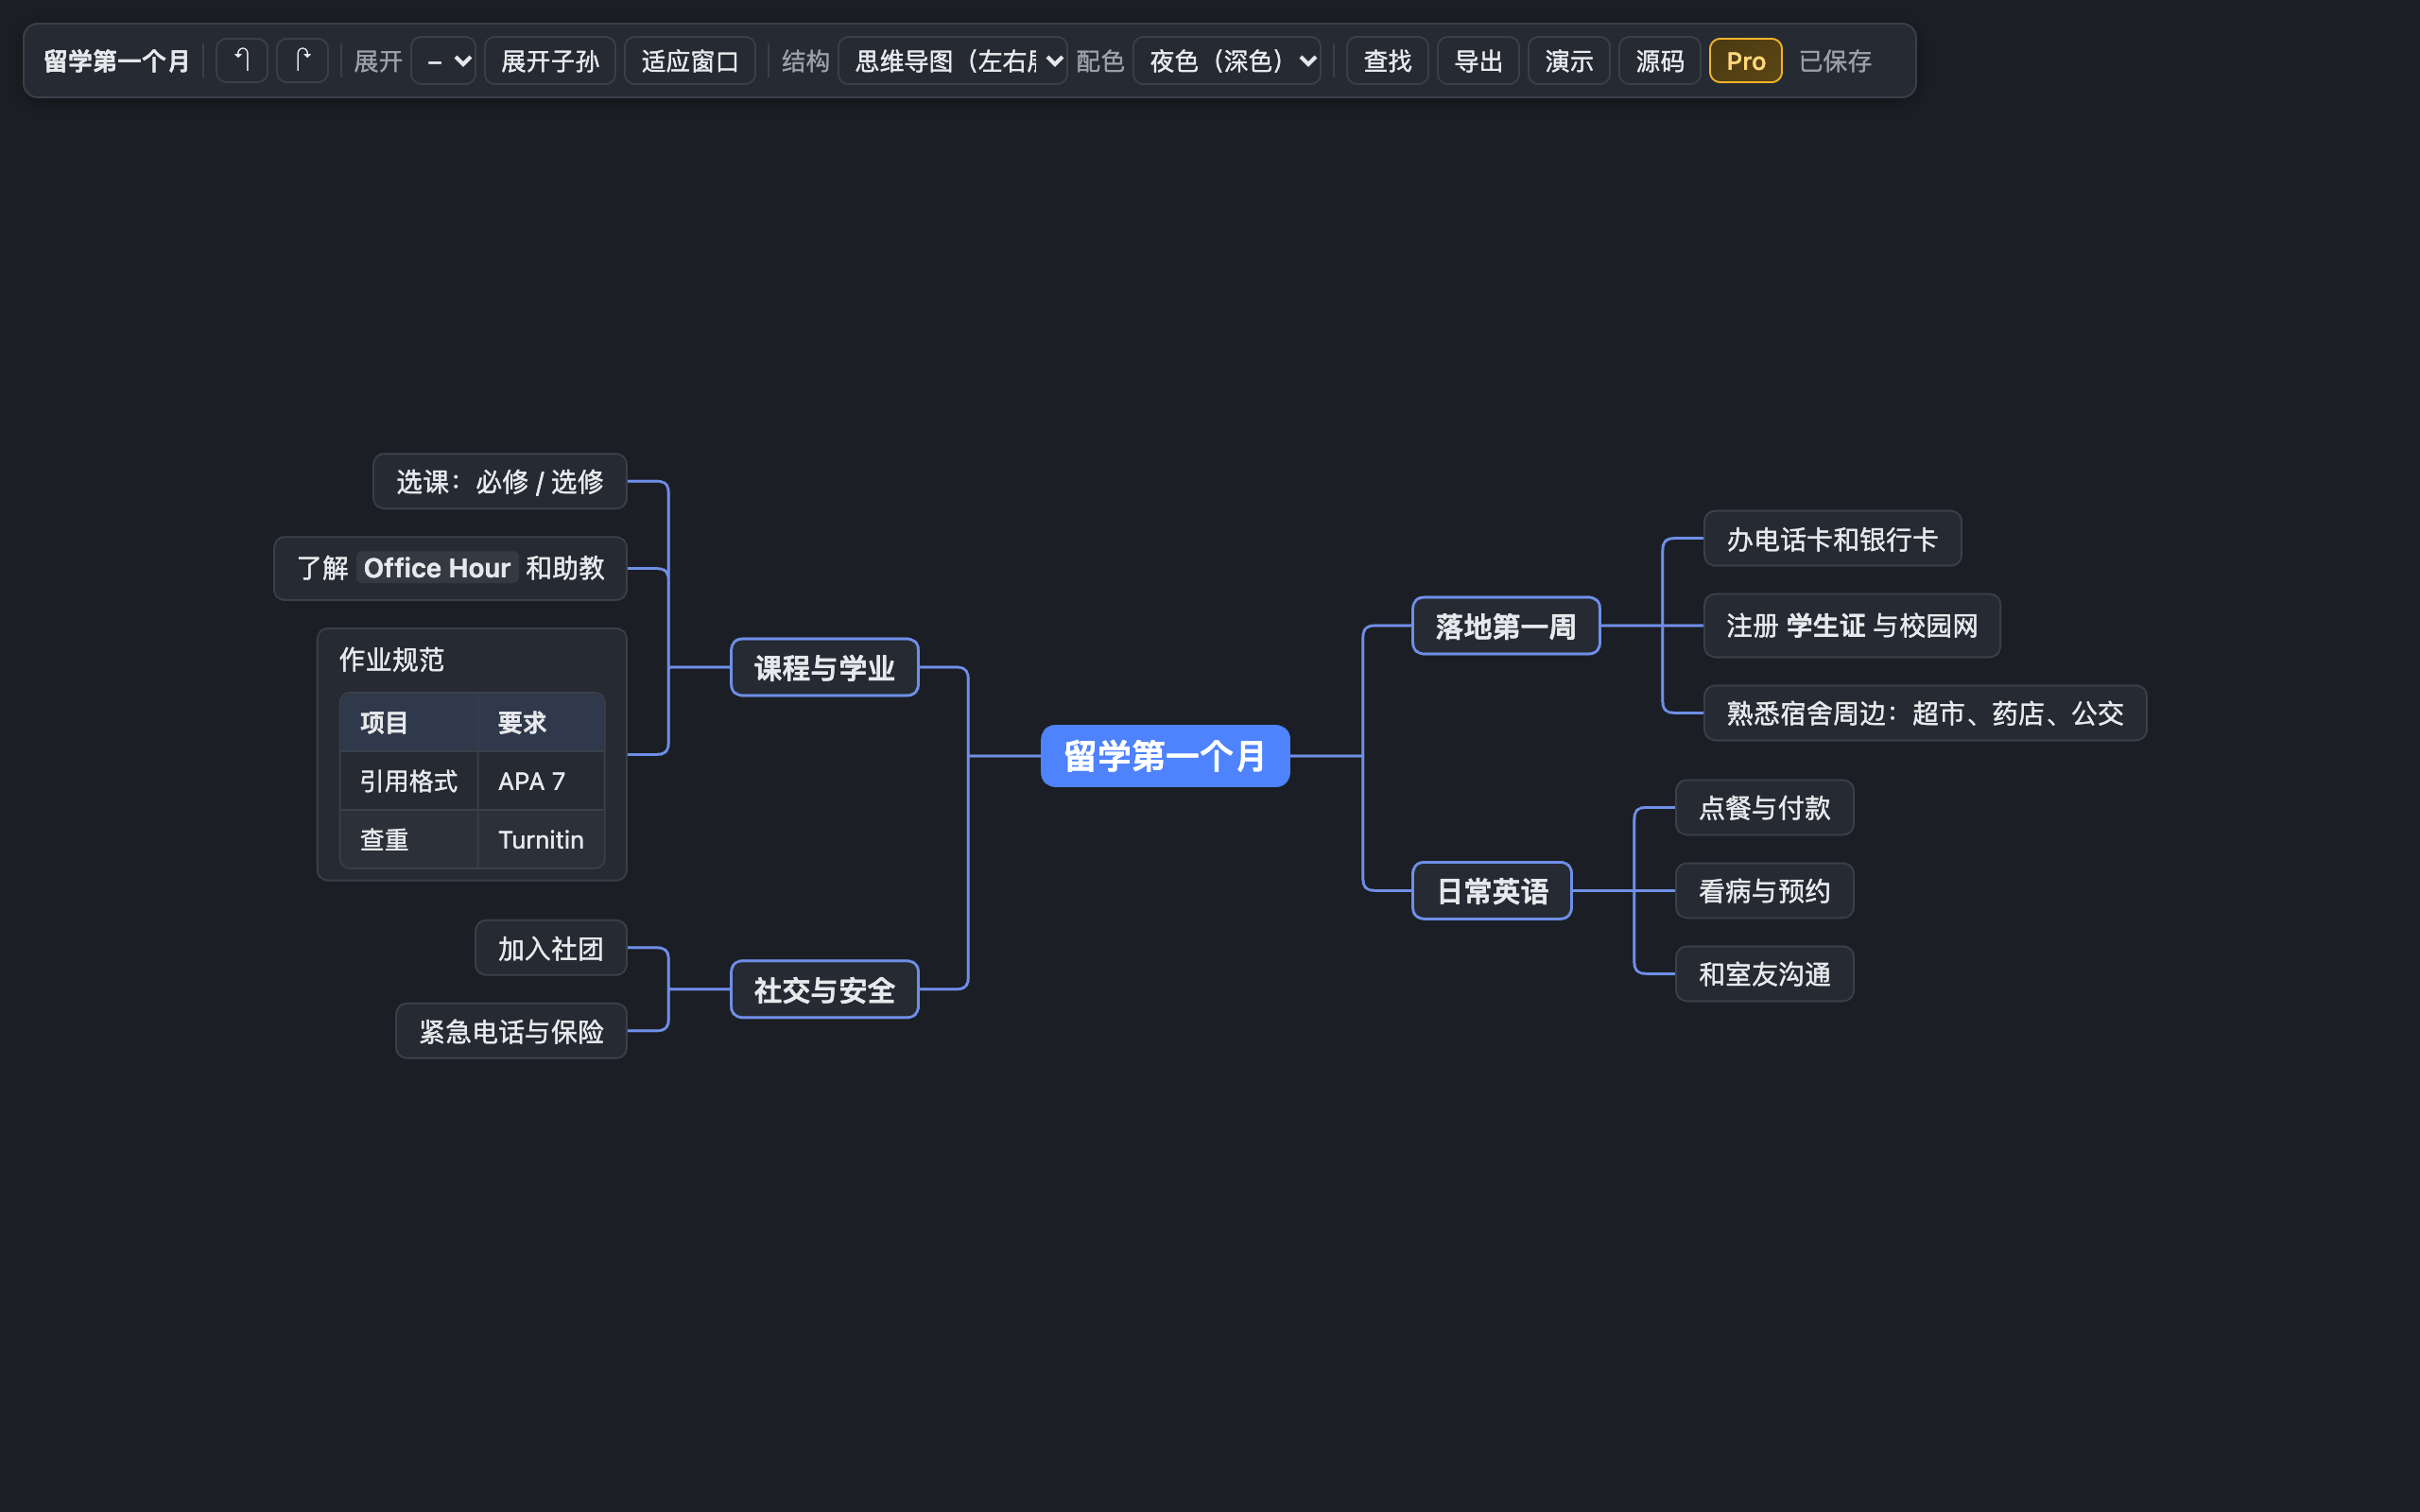 留学第一个月
展开
–
展开子孙
适应窗口
结构
思维导图（左右
配色
夜色（深色）
查找
导出
演示
源码
Pro
已保存
选课：必修 / 选修
了解 Office Hour 和助教
作业规范
项目 要求
引用格式 APA 7
查重 Turnitin
课程与学业
加入社团
紧急电话与保险
社交与安全
留学第一个月
落地第一周
办电话卡和银行卡
注册 学生证 与校园网
熟悉宿舍周边：超市、药店、公交
日常英语
点餐与付款
看病与预约
和室友沟通